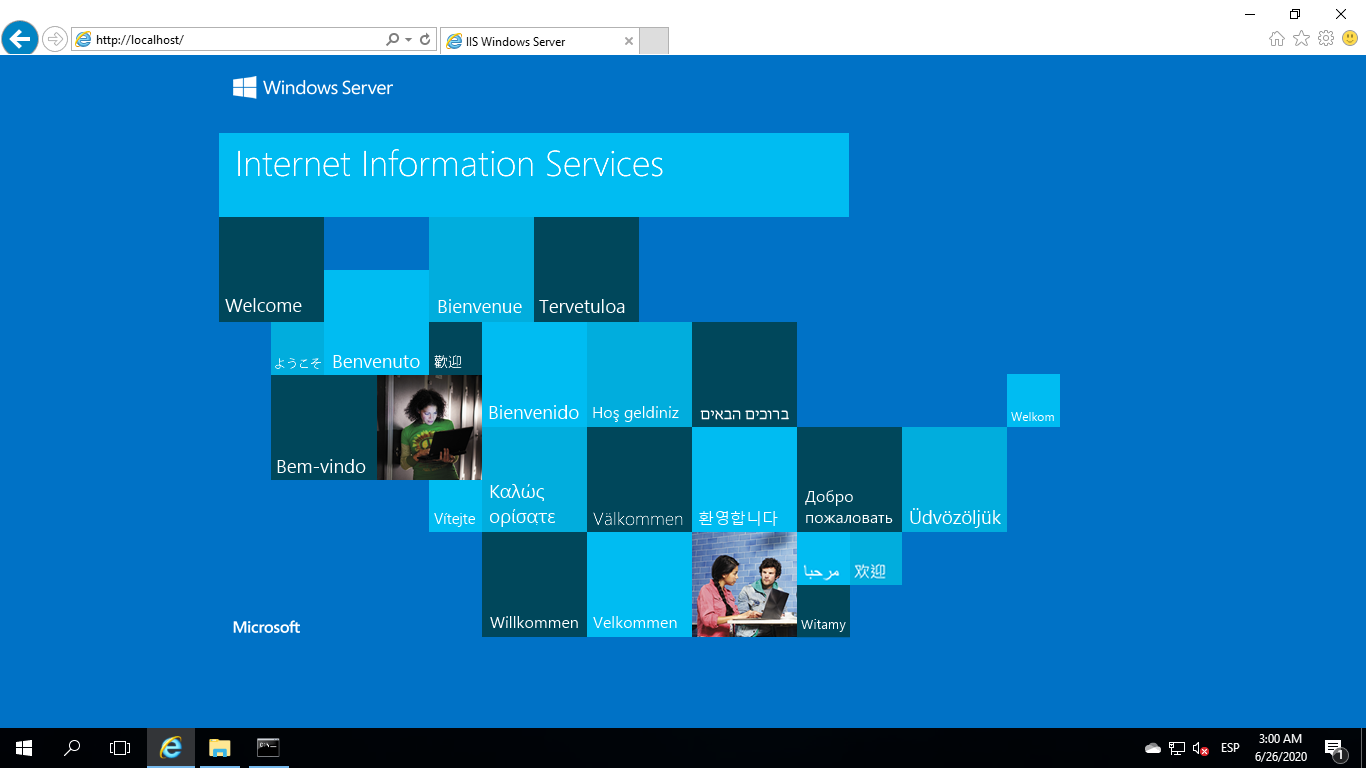 http://localhost/
IIS Windows Server
Windows Server
Internet Information Services
Welcome
Bienvenue
Tervetuloa
ようこそ
Benvenuto
歡迎
Bienvenido
Hoş geldiniz
ברוכים הבאים
Welkom
Bem-vindo
Vítejte
Καλώς
ορίσατε
Välkommen
환영합니다
Добро
пожаловать
Üdvözöljük
مرحبا
欢迎
Willkommen
Velkommen
Witamy
Microsoft
ESP
3:00 AM
6/26/2020
1